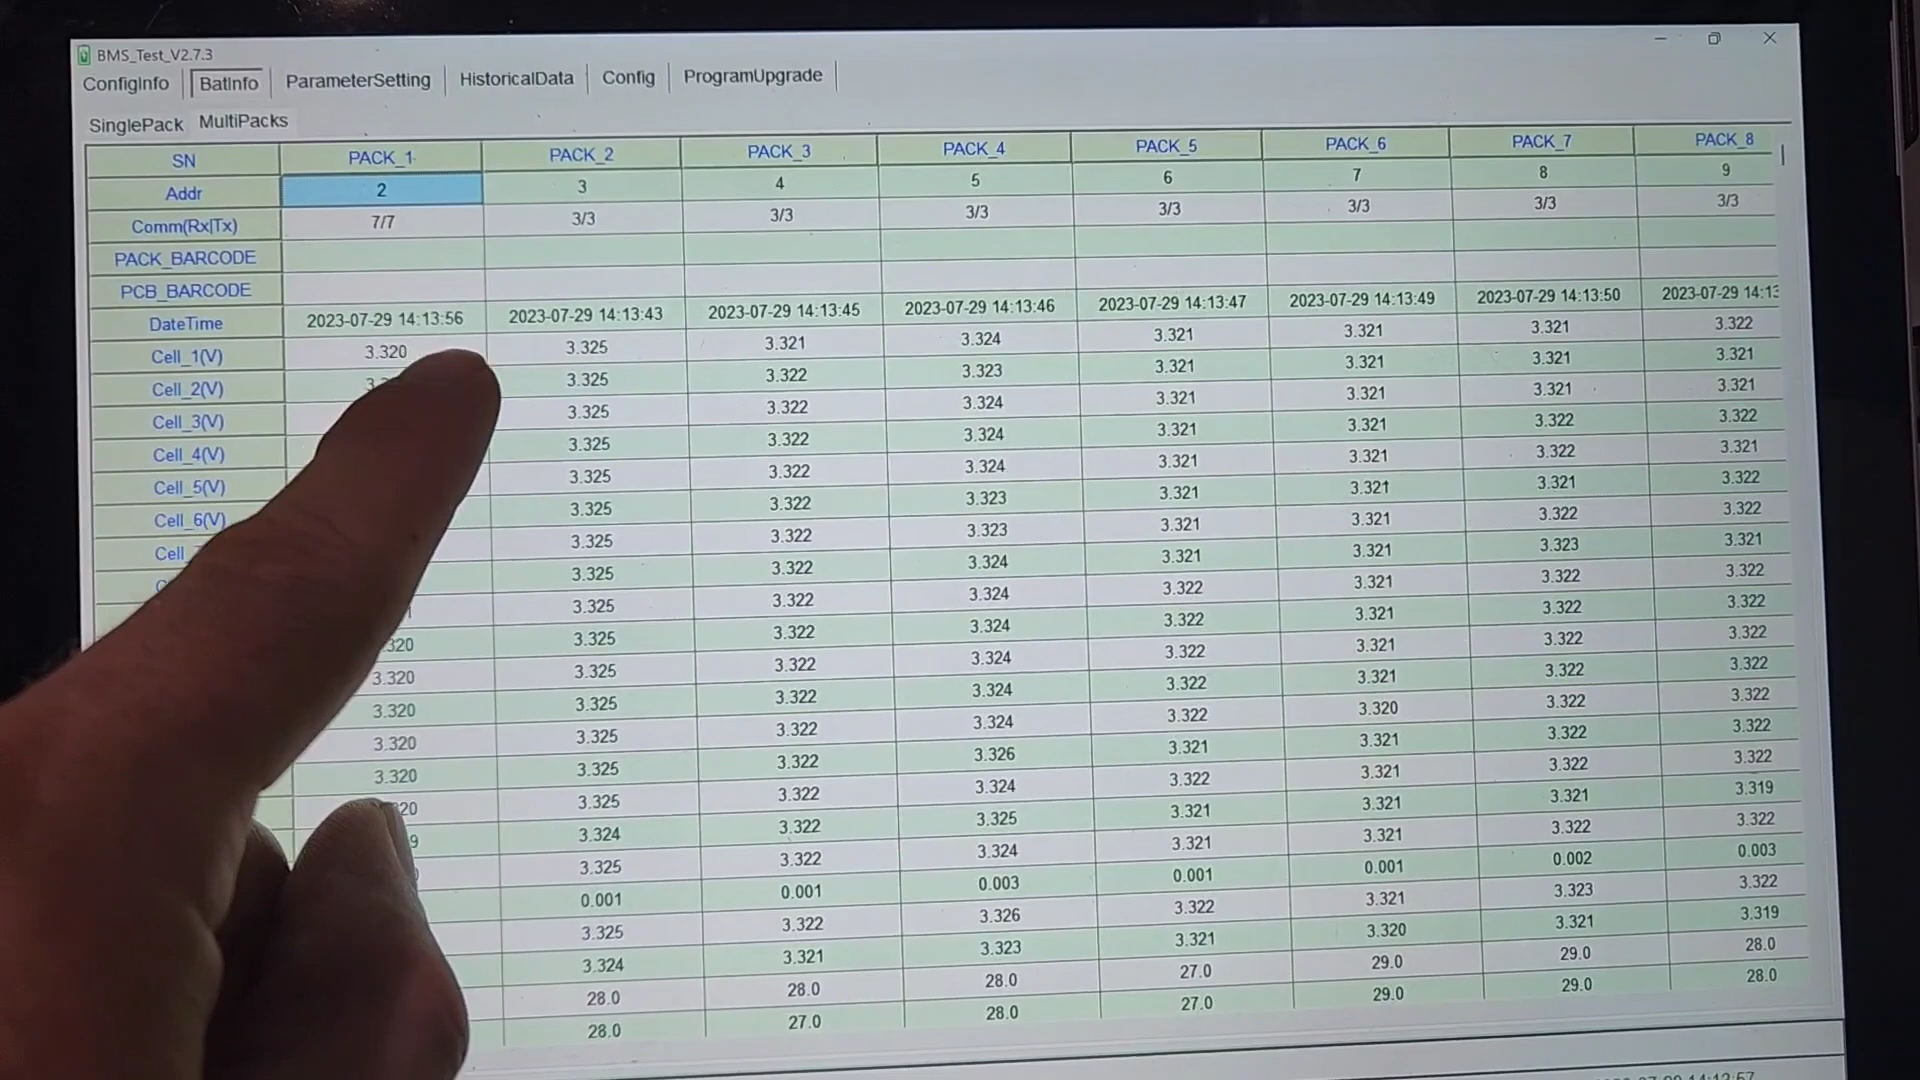 BMS_Test_V2.7.3
ConfigInfo BatInfo ParameterSetting HistoricalData Config ProgramUpgrade
SinglePack MultiPacks
SN PACK_1 PACK_2 PACK_3 PACK_4 PACK_5 PACK_6 PACK_7 PACK_8
Addr 2 3 4 5 6 7 8 9
Comm(Rx|Tx) 7/7 3/3 3/3 3/3 3/3 3/3 3/3 3/3
PACK_BARCODE
PCB_BARCODE
DateTime 2023-07-29 14:13:56 2023-07-29 14:13:43 2023-07-29 14:13:45 2023-07-29 14:13:46 2023-07-29 14:13:47 2023-07-29 14:13:49 2023-07-29 14:13:50 2023-07-29 14:13
Cell_1(V) 3.320 3.325 3.321 3.324 3.321 3.321 3.321 3.322
Cell_2(V) 3.325 3.322 3.323 3.321 3.321 3.321 3.321
Cell_3(V) 3.325 3.322 3.324 3.321 3.321 3.321 3.321
Cell_4(V) 3.325 3.322 3.324 3.321 3.321 3.322 3.322
Cell_5(V) 3.325 3.322 3.324 3.321 3.321 3.322 3.321
Cell_6(V) 3.325 3.322 3.323 3.321 3.321 3.321 3.322
Cell 3.325 3.322 3.323 3.321 3.321 3.322 3.322
3.325 3.322 3.324 3.321 3.321 3.323 3.321
3.325 3.322 3.324 3.322 3.321 3.322 3.322
320 3.325 3.322 3.324 3.322 3.321 3.322 3.322
3.320 3.325 3.322 3.324 3.322 3.321 3.322 3.322
3.320 3.325 3.322 3.324 3.322 3.321 3.322 3.322
3.320 3.325 3.322 3.324 3.322 3.320 3.322 3.322
3.320 3.325 3.322 3.326 3.321 3.321 3.322 3.322
20 3.325 3.322 3.324 3.322 3.321 3.322 3.322
9 3.324 3.322 3.325 3.321 3.321 3.321 3.319
3.325 3.322 3.324 3.321 3.321 3.322 3.322
0.001 0.001 0.003 0.001 0.001 0.002 0.003
3.325 3.322 3.326 3.322 3.321 3.323 3.322
3.324 3.321 3.323 3.321 3.320 3.321 3.319
28.0 28.0 28.0 27.0 29.0 29.0 28.0
28.0 27.0 28.0 27.0 29.0 29.0 28.0